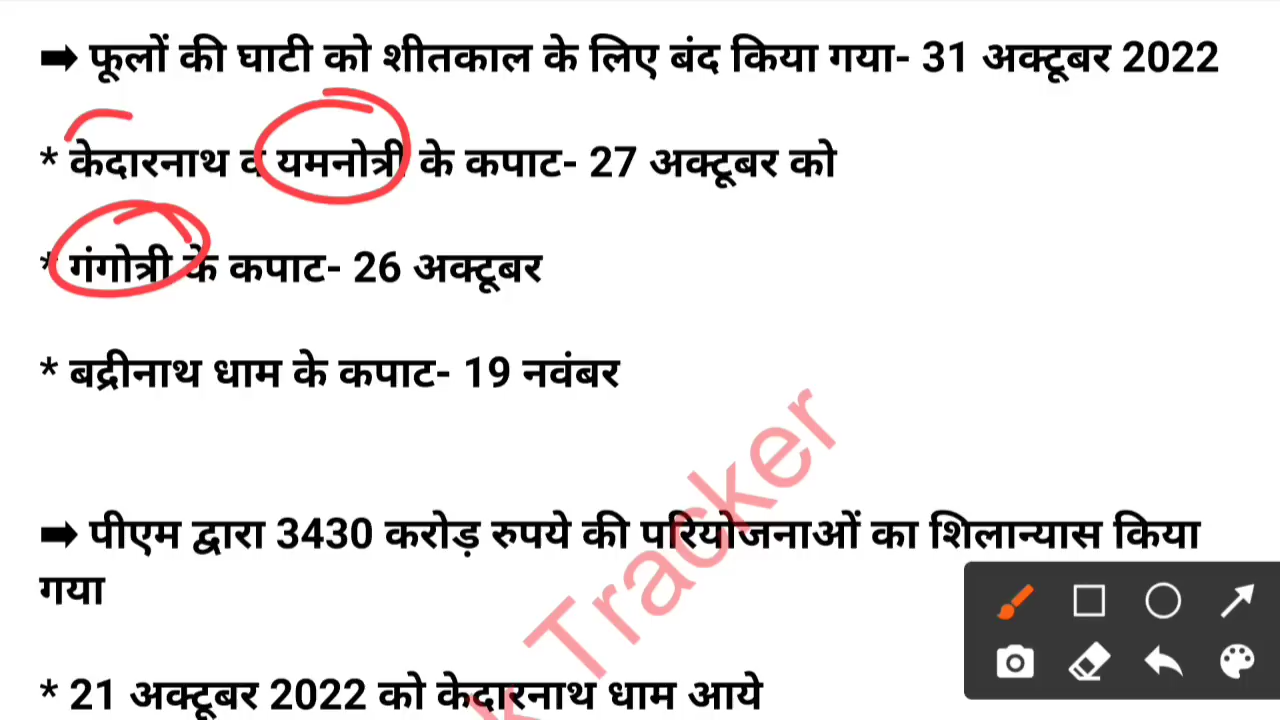 ➡ फूलों की घाटी को शीतकाल के लिए बंद किया गया- 31 अक्टूबर 2022
* केदारनाथ व यमनोत्री के कपाट- 27 अक्टूबर को
* गंगोत्री के कपाट- 26 अक्टूबर
* बद्रीनाथ धाम के कपाट- 19 नवंबर
➡ पीएम द्वारा 3430 करोड़ रुपये की परियोजनाओं का शिलान्यास किया
गया
* 21 अक्टूबर 2022 को केदारनाथ धाम आये
Tracker